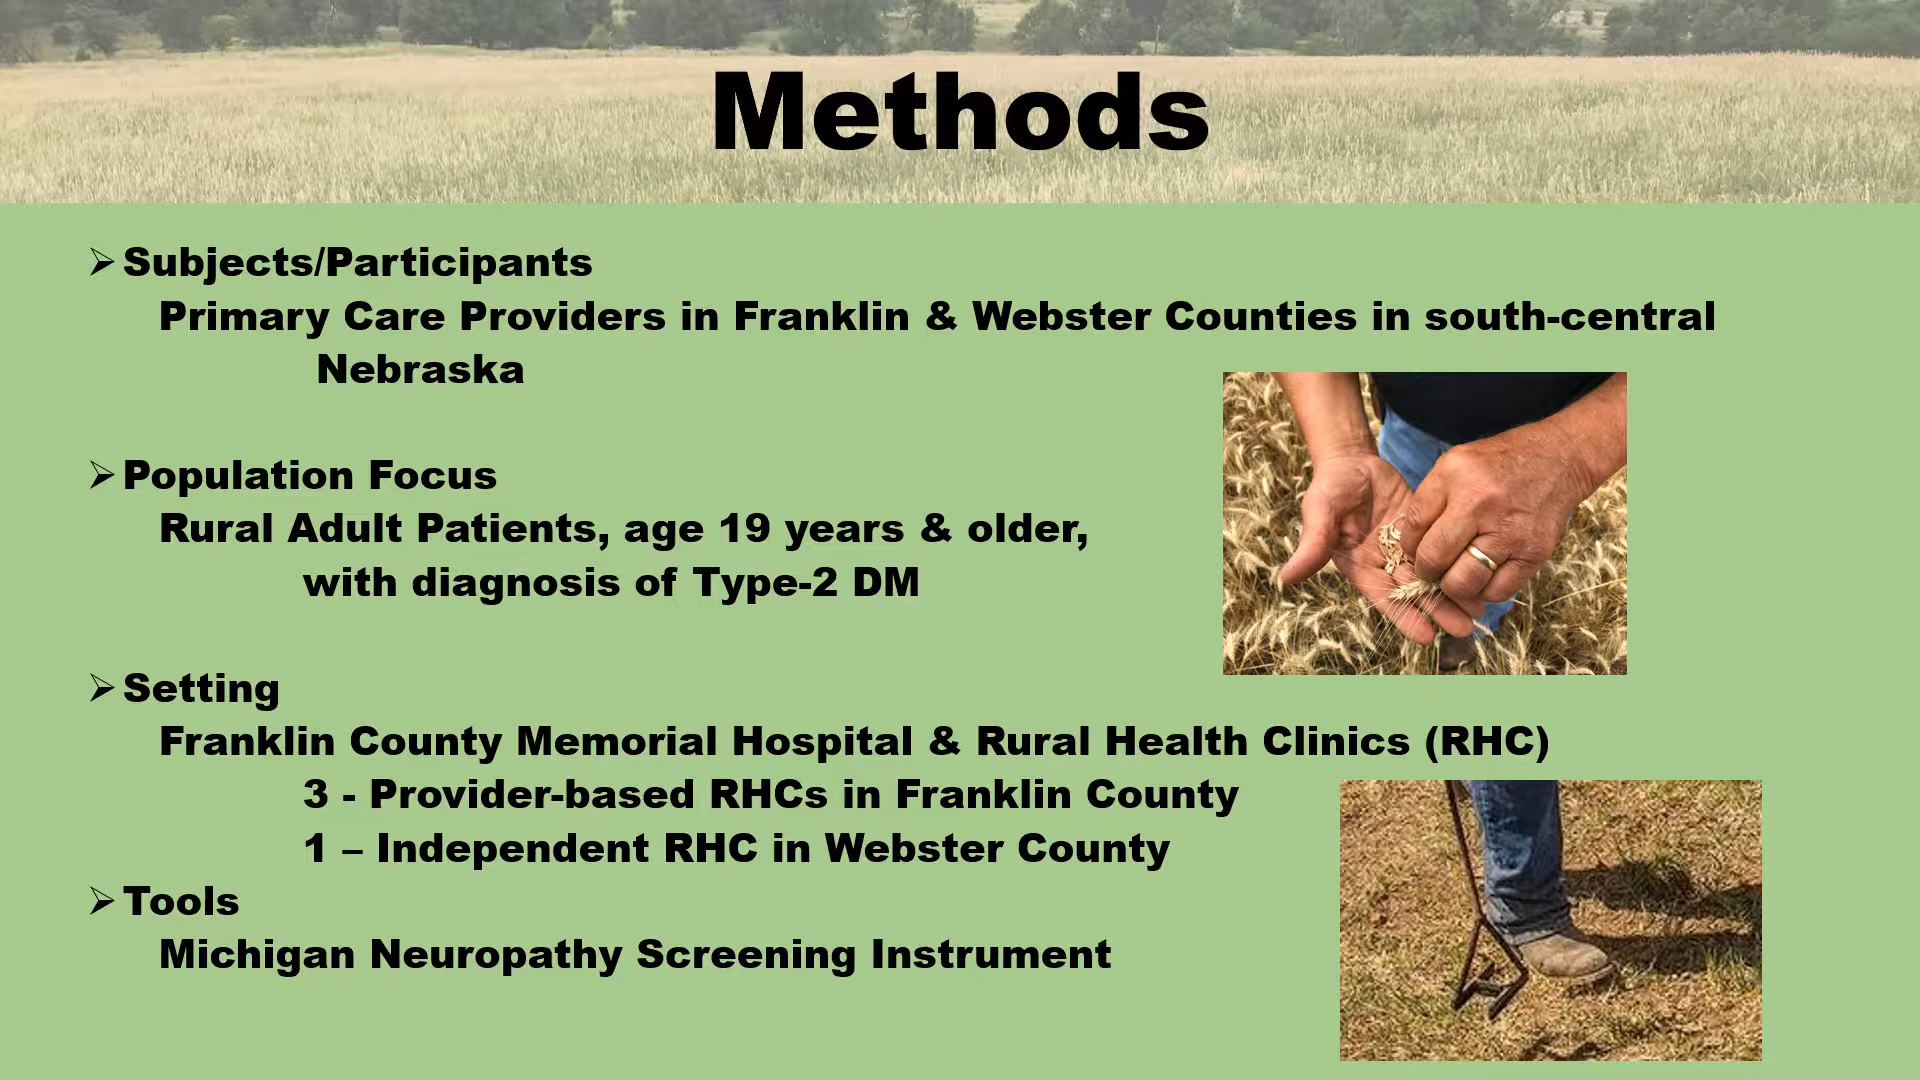 Methods
➢ Subjects/Participants
Primary Care Providers in Franklin & Webster Counties in south-central
Nebraska
➢ Population Focus
Rural Adult Patients, age 19 years & older,
with diagnosis of Type-2 DM
➢ Setting
Franklin County Memorial Hospital & Rural Health Clinics (RHC)
3 - Provider-based RHCs in Franklin County
1 – Independent RHC in Webster County
➢ Tools
Michigan Neuropathy Screening Instrument